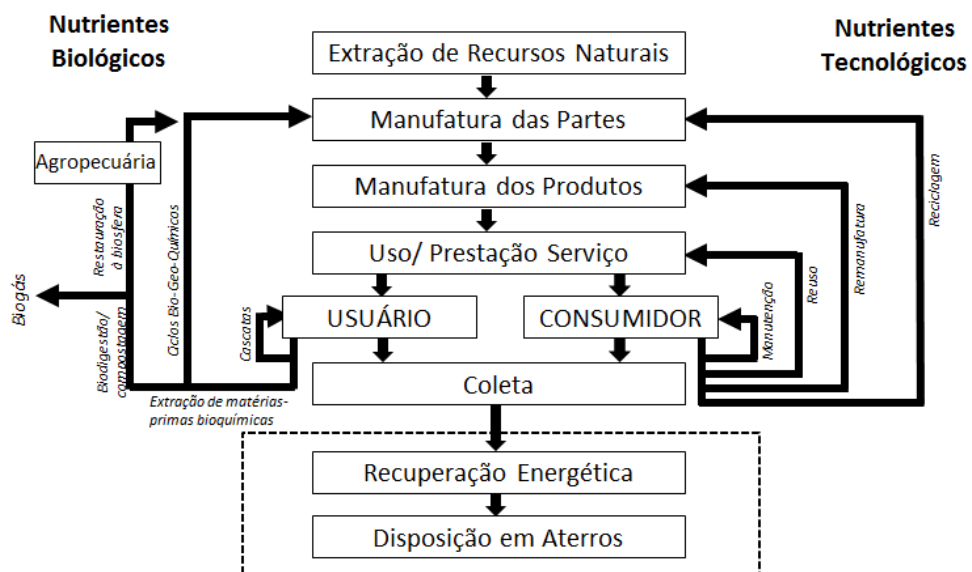 Nutrientes
Biológicos
Nutrientes
Tecnológicos
Extração de Recursos Naturais
Manufatura das Partes
Agropecuária
Manufatura dos Produtos
Uso/ Prestação Serviço
USUÁRIO
CONSUMIDOR
Coleta
Recuperação Energética
Disposição em Aterros
Biogás
Restauração
à biosfera
Biodigestão/
compostagem
Ciclos Bio-Geo-Químicos
Cascatas
Extração de matérias-
primas bioquímicas
Manutenção
Reuso
Remanufatura
Reciclagem